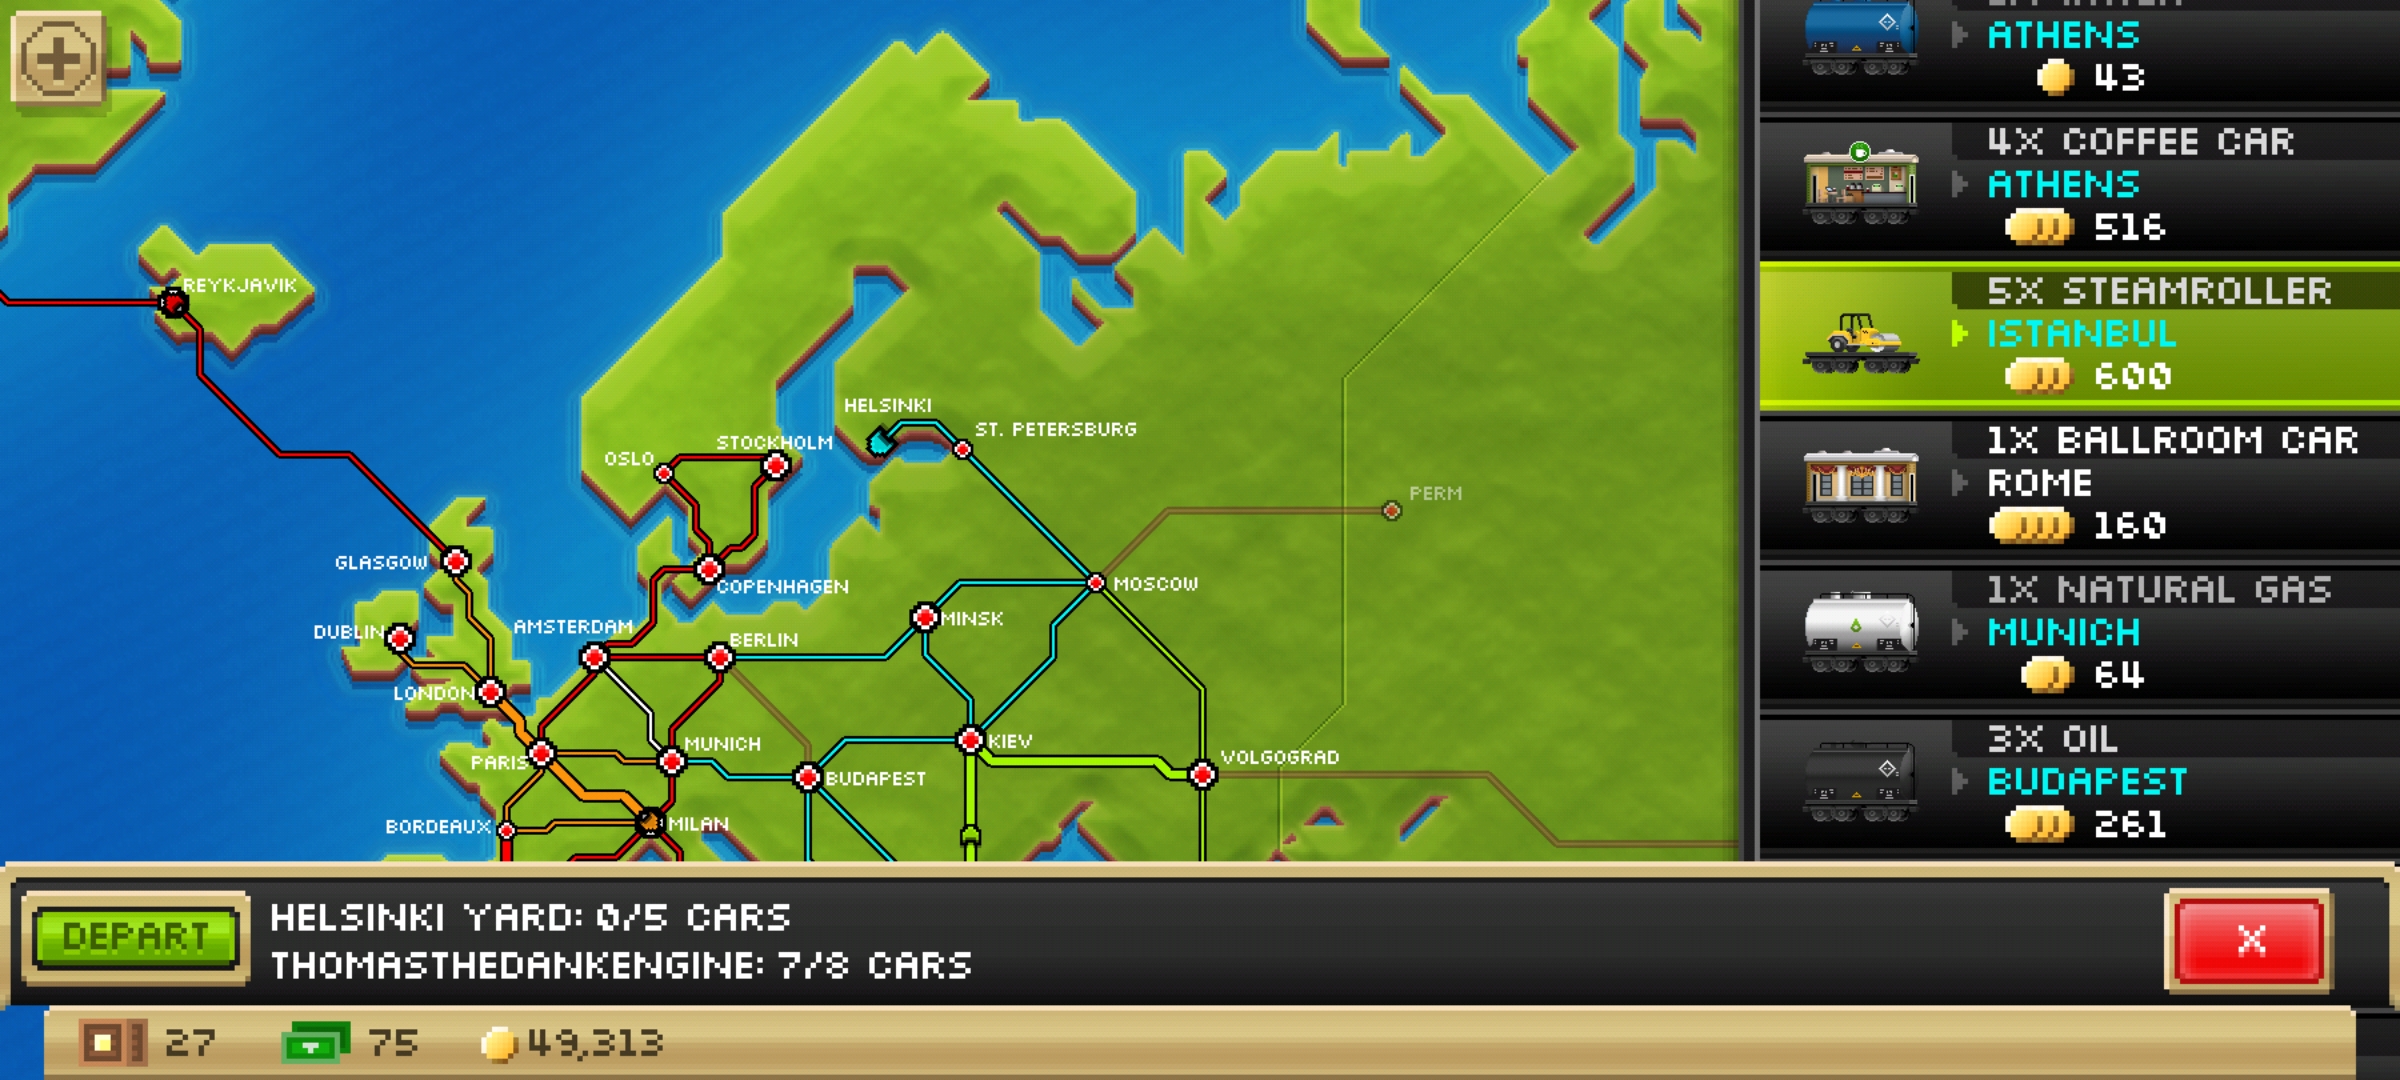 REYKJAVIK
HELSINKI
ST. PETERSBURG
STOCKHOLM
OSLO
PERM
GLASGOW
COPENHAGEN
MOSCOW
MINSK
DUBLIN
AMSTERDAM
BERLIN
LONDON
MUNICH
KIEV
PARIS
VOLGOGRAD
BUDAPEST
BORDEAUX
MILAN
ATHENS
43
4X COFFEE CAR
ATHENS
516
5X STEAMROLLER
ISTANBUL
600
1X BALLROOM CAR
ROME
160
1X NATURAL GAS
MUNICH
64
3X OIL
BUDAPEST
261
DEPART
HELSINKI YARD: 0/5 CARS
THOMASTHEDANKENGINE: 7/8 CARS
X
27
75
49,313